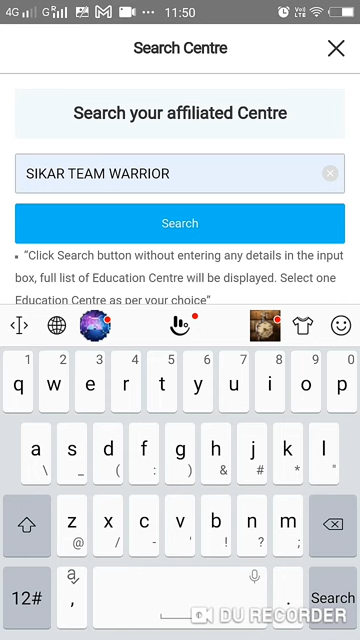 4G R 11:50 Vo) LTE
Search Centre
Search your affiliated Centre
SIKAR TEAM WARRIOR
Search
"Click Search button without entering any details in the input
box, full list of Education Centre will be displayed. Select one
Education Centre as per your choice"
1 2 3 4 5 6 7 8 9 0
q w e r t y u i o p
a s d f g h j k l
\ _ ( : ) & # * "
z x c v b n m
@ / - ' ! ? ;
12# , . Search
DU RECORDER